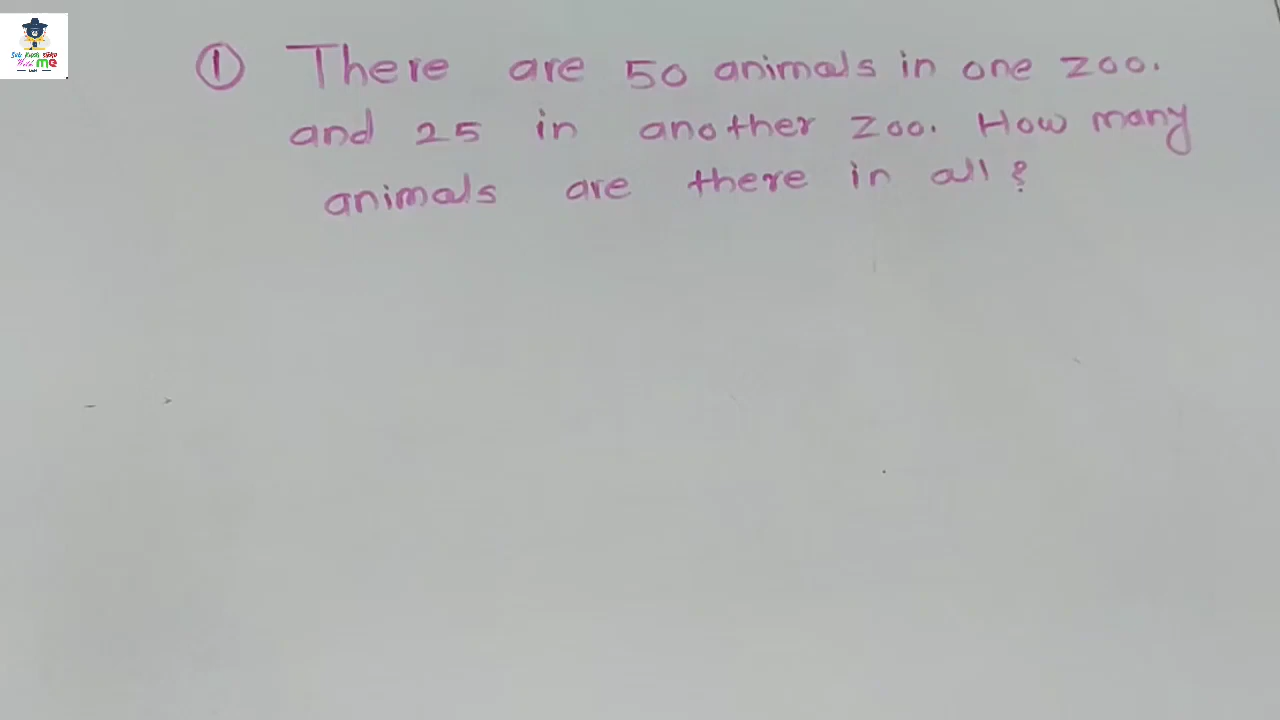 ① There are 50 animals in one zoo.
and 25 in another zoo. How many
animals are there in all?